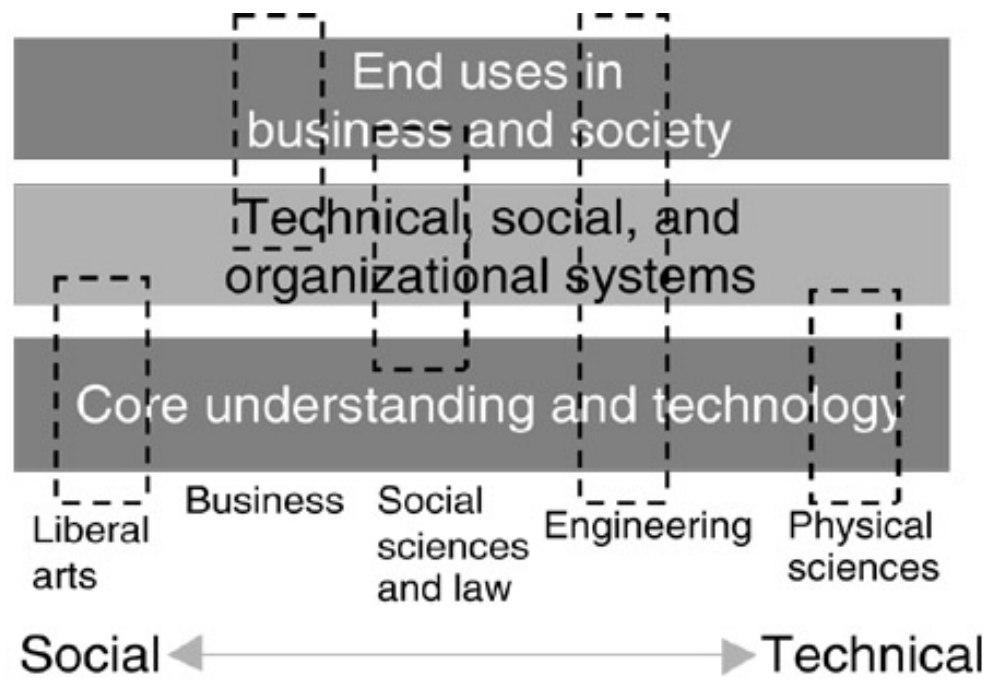 End uses in
business and society
Technical, social, and
organizational systems
Core understanding and technology
Liberal
arts
Business
Social
sciences
and law
Engineering
Physical
sciences
Social
Technical